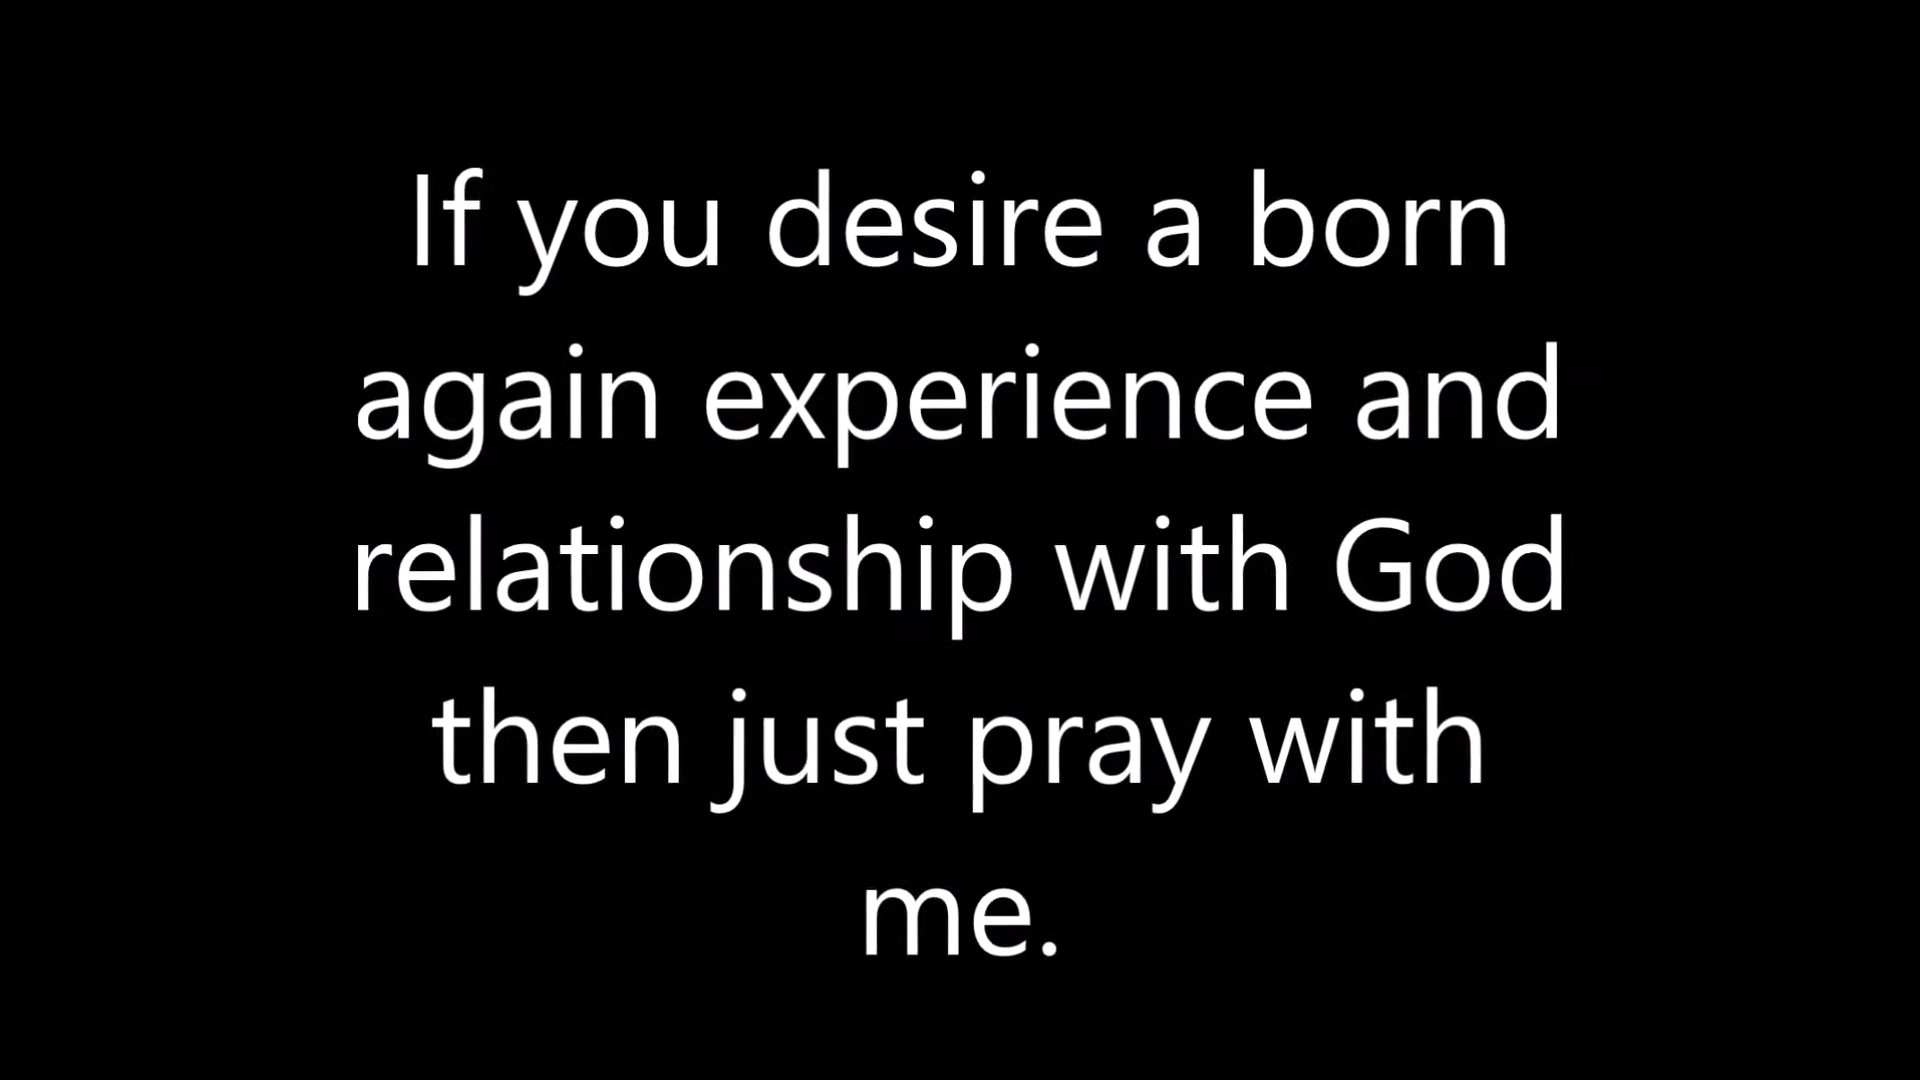 If you desire a born
again experience and
relationship with God
then just pray with
me.